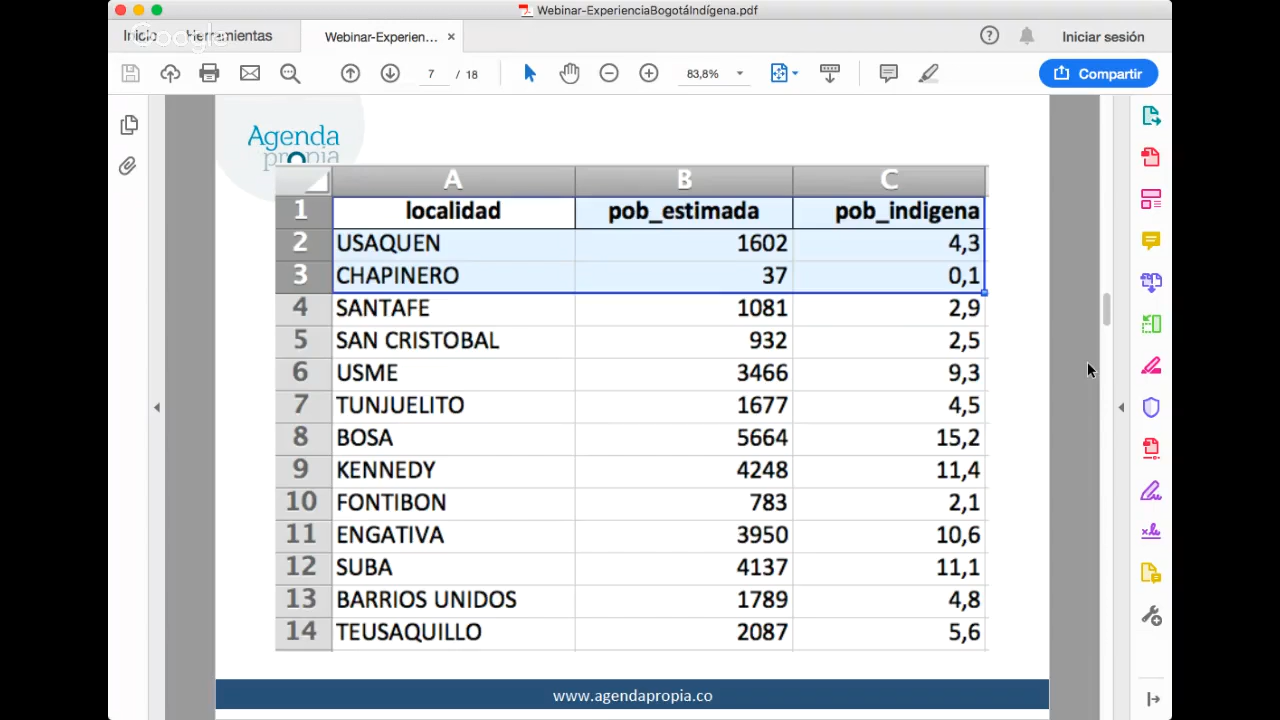 Webinar-ExperienciaBogotáIndígena.pdf
Inicio Herramientas Webinar-Experien... ×
Google
Iniciar sesión
7 / 18 83,8% Compartir
Agenda
propia
A B C
1 localidad pob_estimada pob_indigena
2 USAQUEN 1602 4,3
3 CHAPINERO 37 0,1
4 SANTAFE 1081 2,9
5 SAN CRISTOBAL 932 2,5
6 USME 3466 9,3
7 TUNJUELITO 1677 4,5
8 BOSA 5664 15,2
9 KENNEDY 4248 11,4
10 FONTIBON 783 2,1
11 ENGATIVA 3950 10,6
12 SUBA 4137 11,1
13 BARRIOS UNIDOS 1789 4,8
14 TEUSAQUILLO 2087 5,6
www.agendapropia.co